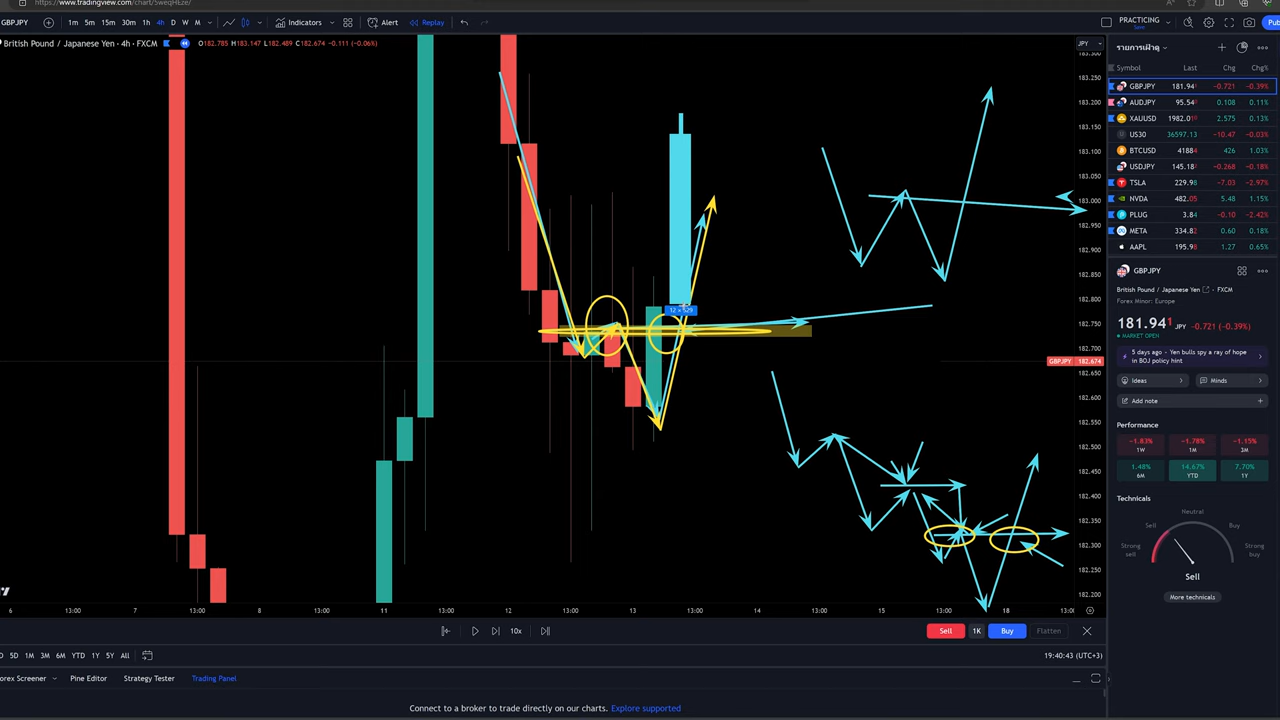 https://www.tradingview.com/chart/5weqHEze/
GBPJPY 1m 5m 15m 30m 1h 4h D W M Indicators Alert Replay PRACTICING Save Pub
British Pound / Japanese Yen · 4h · FXCM O182.785 H183.147 L182.489 C182.674 -0.111 (-0.06%)
JPY
183.300
183.250
183.200
183.150
183.100
183.050
183.000
182.950
182.900
182.850
182.800
182.750
182.700
GBPJPY 182.674
182.650
182.600
182.550
182.500
182.450
182.400
182.350
182.300
182.250
182.200
6 13:00 7 13:00 8 13:00 11 13:00 12 13:00 13 13:00 14 13:00 15 13:00 18 13:0
10x
Sell 1K Buy Flatten
D 5D 1M 3M 6M YTD 1Y 5Y All
19:40:43 (UTC+3)
orex Screener Pine Editor Strategy Tester Trading Panel
Connect to a broker to trade directly on our charts. Explore supported
รายการเฝ้าดู
Symbol Last Chg Chg%
GBPJPY 181.941 -0.721 -0.39%
AUDJPY 95.540 0.108 0.11%
XAUUSD 1982.010 2.575 0.13%
US30 36597.13 -10.47 -0.03%
BTCUSD 41884 426 1.03%
USDJPY 145.182 -0.268 -0.18%
TSLA 229.98 -7.03 -2.97%
NVDA 482.05 5.48 1.15%
PLUG 3.84 -0.10 -2.42%
META 334.82 0.60 0.18%
AAPL 195.98 1.27 0.65%
GBPJPY
British Pound / Japanese Yen · FXCM
Forex Minor: Europe
181.941 JPY -0.721 (-0.39%)
MARKET OPEN
5 days ago · Yen bulls spy a ray of hope
in BOJ policy hint
Ideas Minds
Add note
Performance
-1.83% -1.78% -1.15%
1W 1M 3M
1.48% 14.67% 7.70%
6M YTD 1Y
Technicals
Neutral
Sell Buy
Strong sell Strong buy
Sell
More technicals